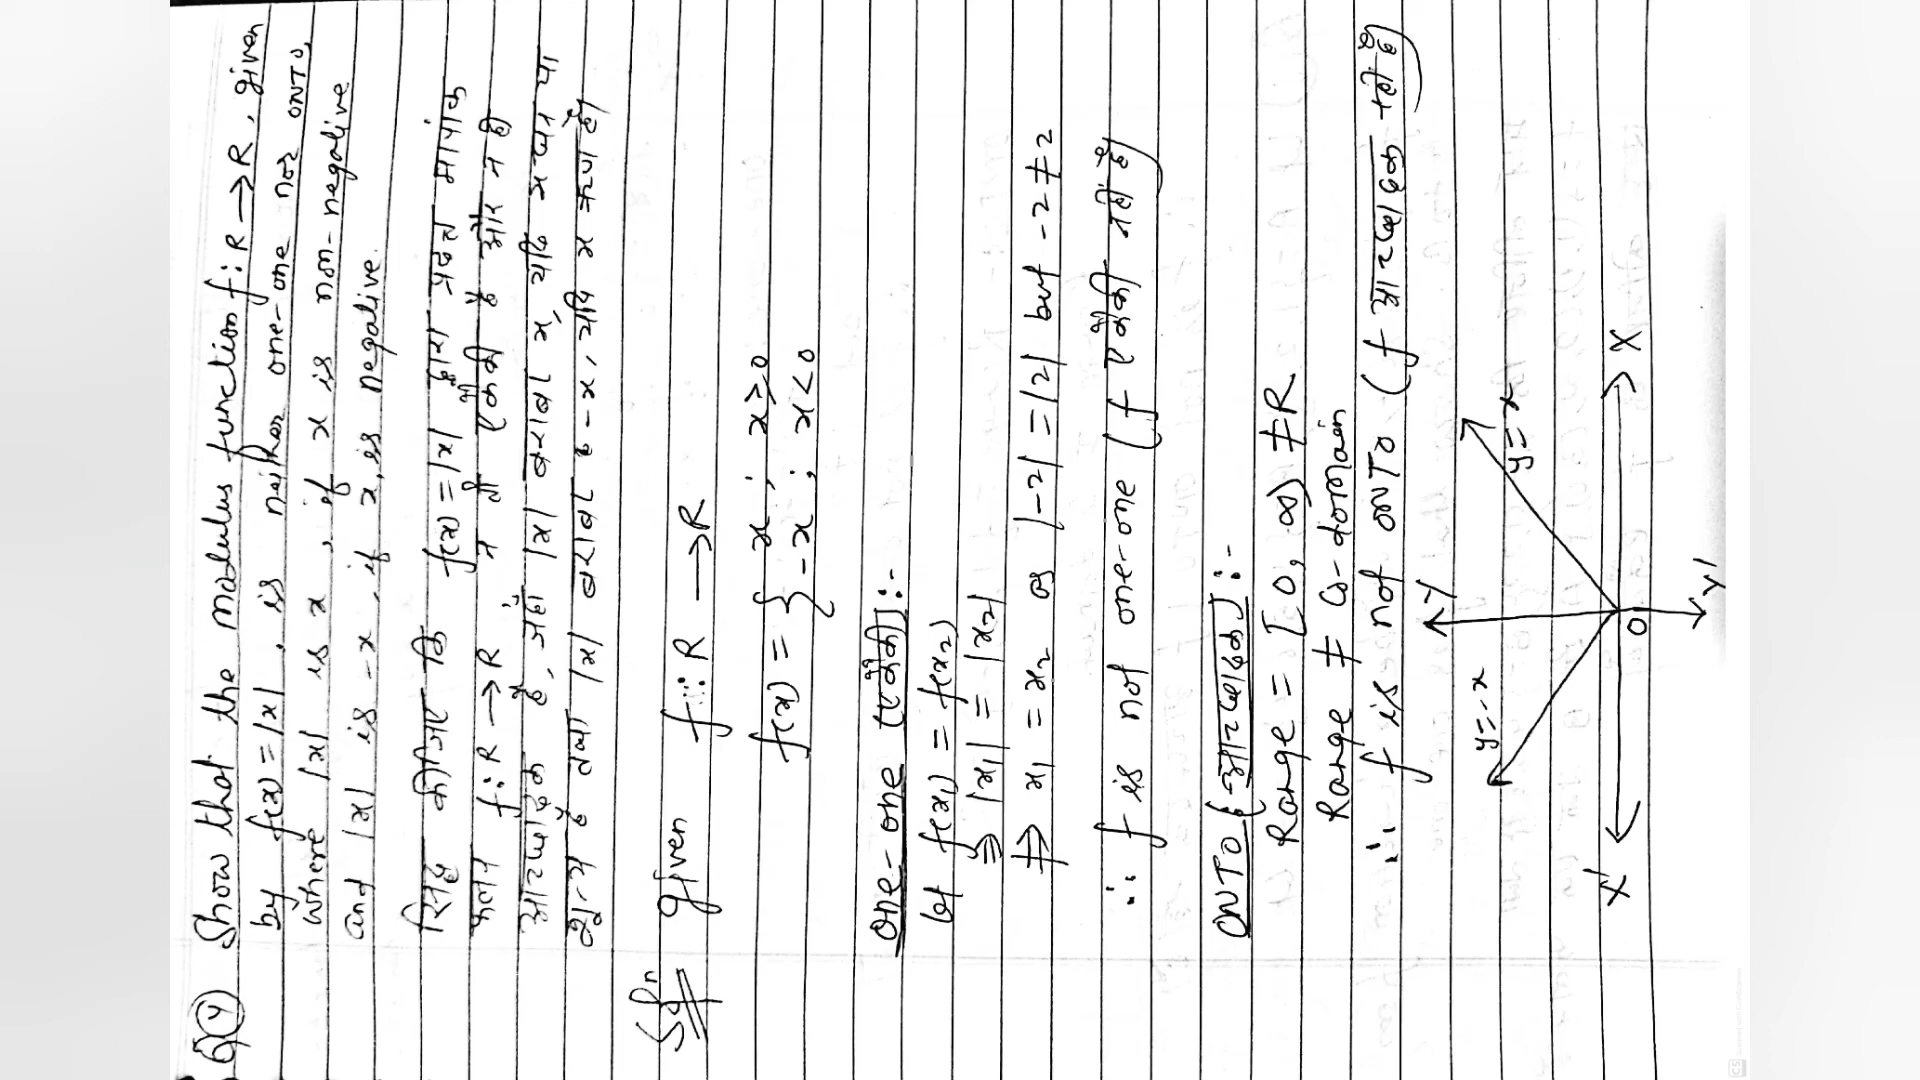 Q(4) Show that the modulus function f: R → R, given
by f(x) = |x|, is neither one-one nor onto,
where |x| is x, if x is non-negative
and |x| is -x, if x is negative.
सिद्ध कीजिए कि f(x) = |x| द्वारा प्रदत्त मापांक
फलन f: R → R न तो एकैकी है और न ही
आच्छादक है, जहाँ |x| बराबर x, यदि x धन या
शून्य है तथा |x| बराबर -x, यदि x ऋण है।
Solⁿ given f: R → R
f(x) = { x ; x ≥ 0
-x ; x < 0
one-one (एकैकी):-
let f(x₁) = f(x₂)
⇒ |x₁| = |x₂|
⇏ x₁ = x₂ as |-2| = |2| but -2 ≠ 2
∴ f is not one-one (f एकैकी नहीं है)
ONTO (आच्छादक):-
Range = [0, ∞) ≠ R
Range ≠ Co-domain
∴ f is not ONTO (f आच्छादक नहीं है)
Y
y=-x
y=x
X'
O
X
Y'
CS